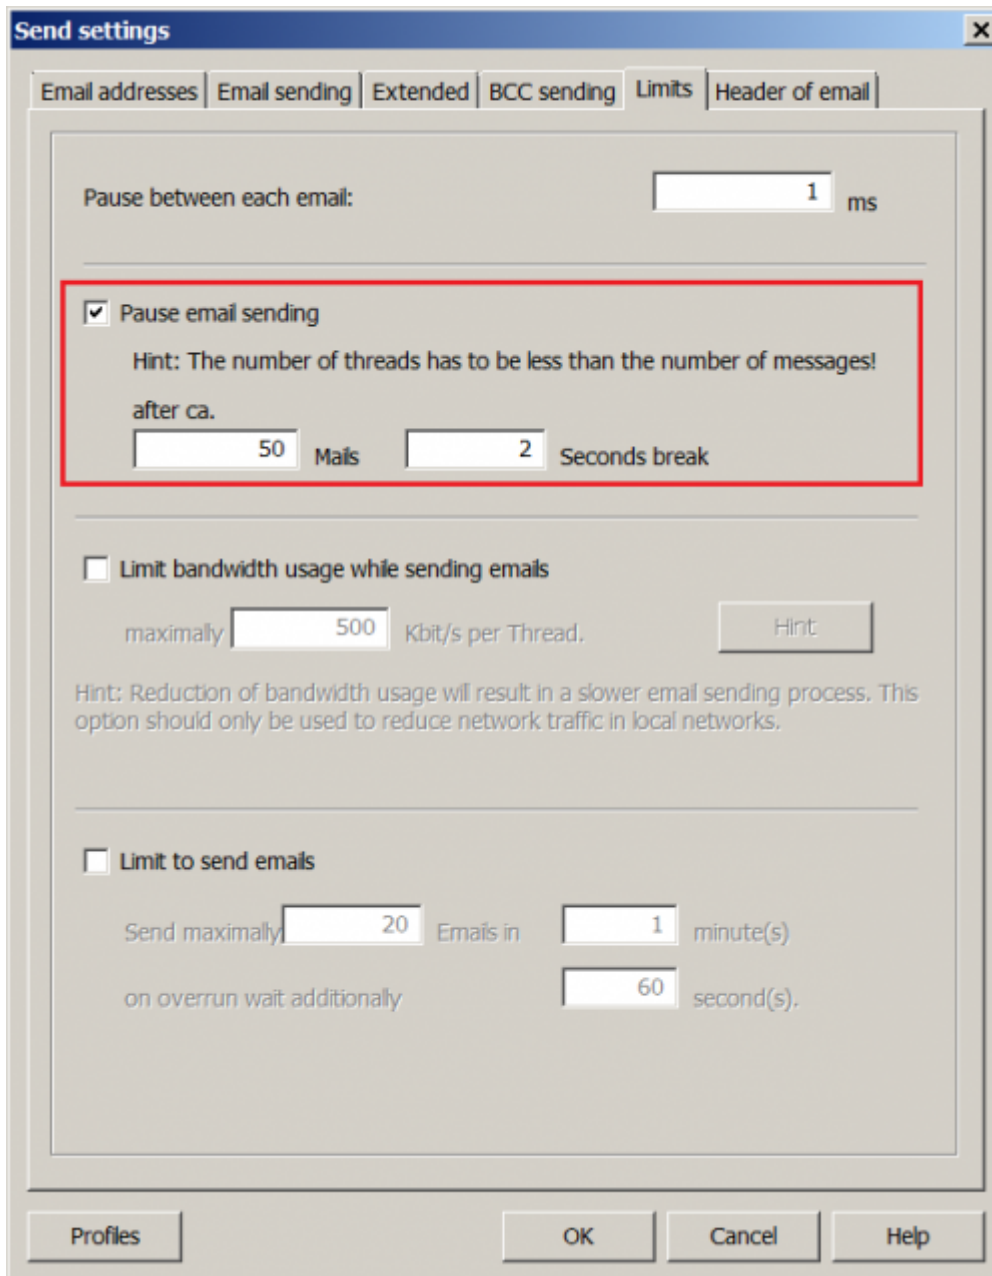 Send settings
Email addresses Email sending Extended BCC sending Limits Header of email
Pause between each email: 1 ms
Pause email sending
Hint: The number of threads has to be less than the number of messages!
after ca.
50 Mails 2 Seconds break
Limit bandwidth usage while sending emails
maximally 500 Kbit/s per Thread. Hint
Hint: Reduction of bandwidth usage will result in a slower email sending process. This
option should only be used to reduce network traffic in local networks.
Limit to send emails
Send maximally 20 Emails in 1 minute(s)
on overrun wait additionally 60 second(s).
Profiles OK Cancel Help